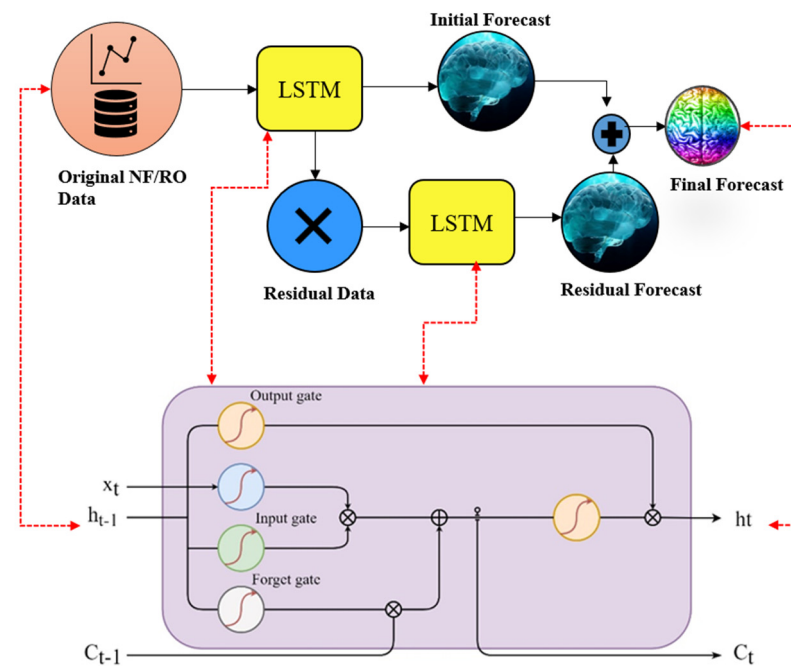 Initial Forecast
LSTM
Original NF/RO
Data
Final Forecast
LSTM
Residual Data
Residual Forecast
Output gate
xt
ht-1
Input gate
ht
Forget gate
Ct-1
Ct